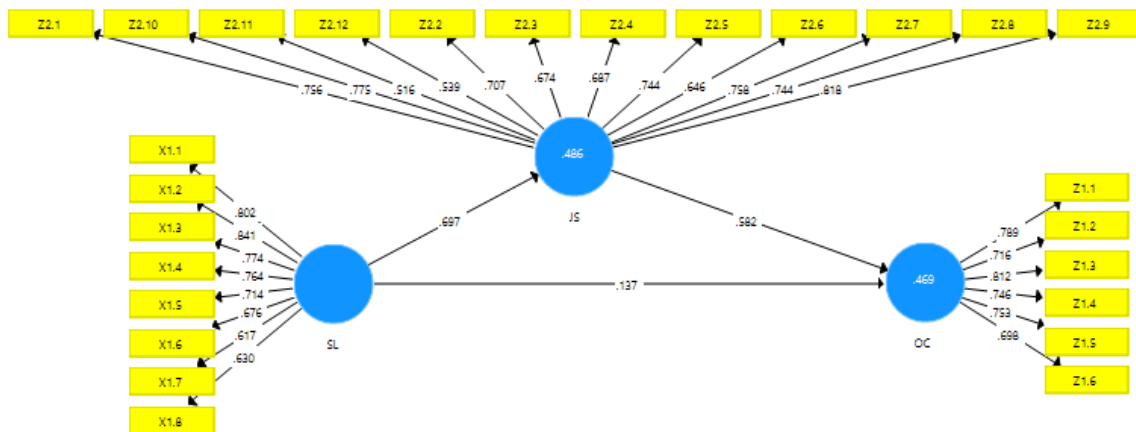 Z2.1 Z2.10 Z2.11 Z2.12 Z2.2 Z2.3 Z2.4 Z2.5 Z2.6 Z2.7 Z2.8 Z2.9
.756 .775 .516 .539 .707 .674 .687 .744 .646 .758 .744 .818
.486
JS
X1.1
X1.2
X1.3
X1.4
X1.5
X1.6
X1.7
X1.8
.802
.841
.774
.764
.714
.676
.617
.630
SL
.697
.582
.137
.469
OC
.789
.716
.812
.746
.753
.698
Z1.1
Z1.2
Z1.3
Z1.4
Z1.5
Z1.6